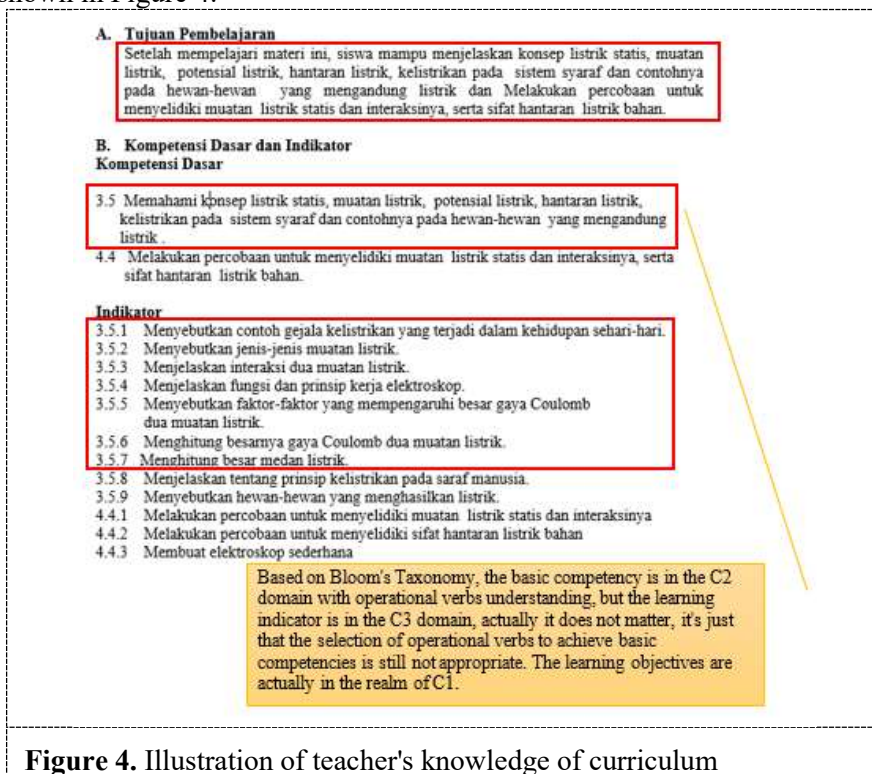 shown in Figure 4.
A. Tujuan Pembelajaran
Setelah mempelajari materi ini, siswa mampu menjelaskan konsep listrik statis, muatan
listrik, potensial listrik, hantaran listrik, kelistrikan pada sistem syaraf dan contohnya
pada hewan-hewan yang mengandung listrik dan Melakukan percobaan untuk
menyelidiki muatan listrik statis dan interaksinya, serta sifat hantaran listrik bahan.
B. Kompetensi Dasar dan Indikator
Kompetensi Dasar
3.5 Memahami konsep listrik statis, muatan listrik, potensial listrik, hantaran listrik,
kelistrikan pada sistem syaraf dan contohnya pada hewan-hewan yang mengandung
listrik .
4.4 Melakukan percobaan untuk menyelidiki muatan listrik statis dan interaksinya, serta
sifat hantaran listrik bahan.
Indikator
3.5.1 Menyebutkan contoh gejala kelistrikan yang terjadi dalam kehidupan sehari-hari.
3.5.2 Menyebutkan jenis-jenis muatan listrik.
3.5.3 Menjelaskan interaksi dua muatan listrik.
3.5.4 Menjelaskan fungsi dan prinsip kerja elektroskop.
3.5.5 Menyebutkan faktor-faktor yang mempengaruhi besar gaya Coulomb
dua muatan listrik.
3.5.6 Menghitung besarnya gaya Coulomb dua muatan listrik.
3.5.7 Menghitung besar medan listrik.
3.5.8 Menjelaskan tentang prinsip kelistrikan pada saraf manusia.
3.5.9 Menyebutkan hewan-hewan yang menghasilkan listrik.
4.4.1 Melakukan percobaan untuk menyelidiki muatan listrik statis dan interaksinya
4.4.2 Melakukan percobaan untuk menyelidiki sifat hantaran listrik bahan
4.4.3 Membuat elektroskop sederhana
Based on Bloom's Taxonomy, the basic competency is in the C2
domain with operational verbs understanding, but the learning
indicator is in the C3 domain, actually it does not matter, it's just
that the selection of operational verbs to achieve basic
competencies is still not appropriate. The learning objectives are
actually in the realm of C1.
Figure 4. Illustration of teacher's knowledge of curriculum